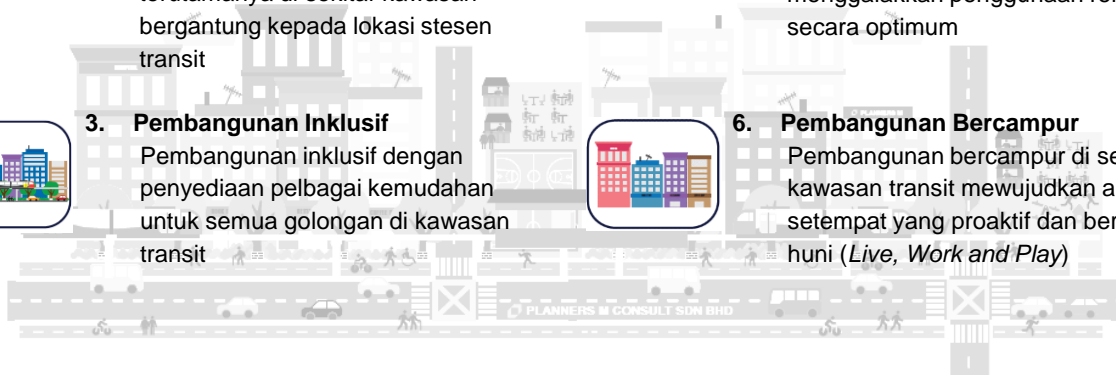 bergantung kepada lokasi stesen
transit
3. Pembangunan Inklusif
Pembangunan inklusif dengan
penyediaan pelbagai kemudahan
untuk semua golongan di kawasan
transit
secara optimum
6. Pembangunan Bercampur
Pembangunan bercampur di
kawasan transit mewujudkan
setempat yang proaktif dan
huni (Live, Work and Play)
PLANNERS M CONSULT SDN BHD